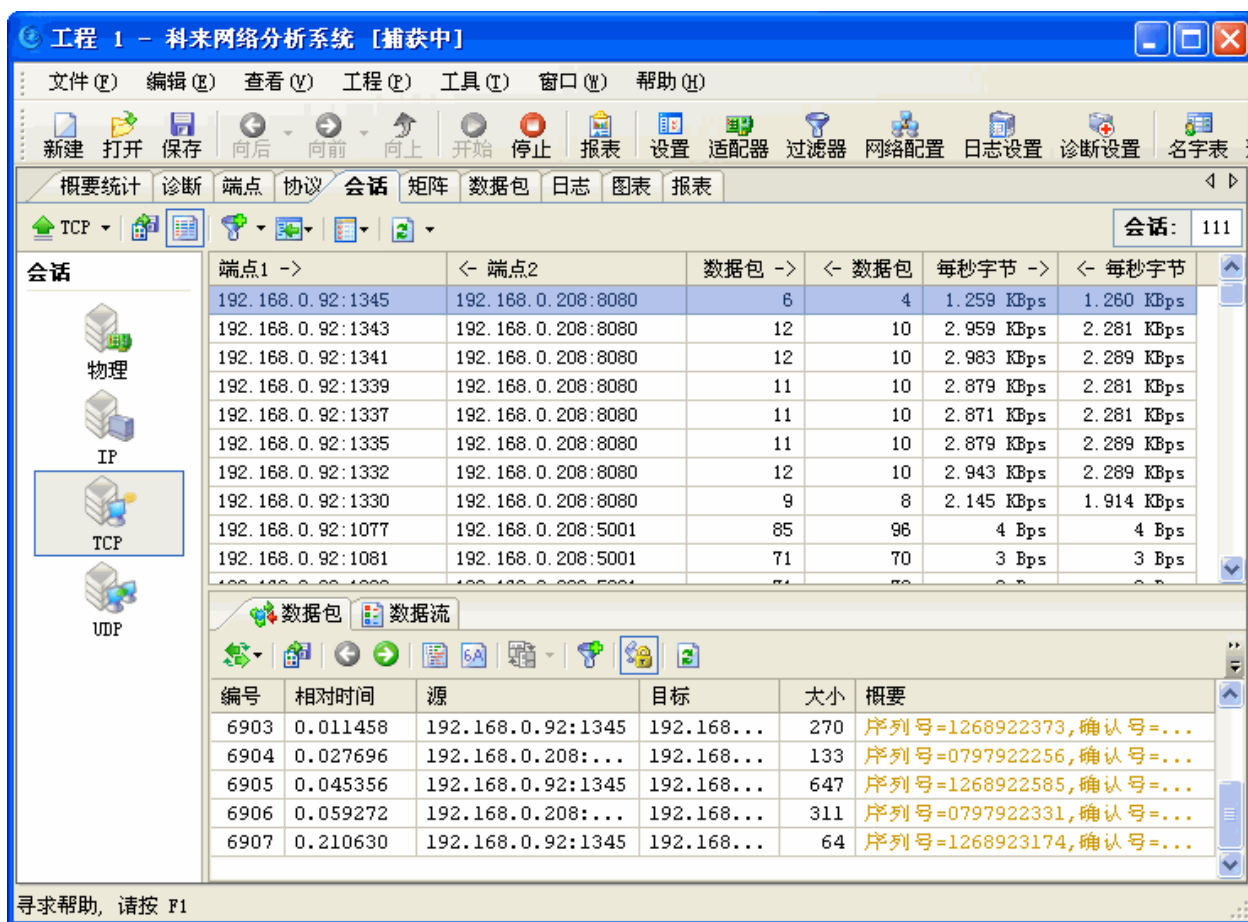 工程 1 - 科来网络分析系统 [捕获中]
文件(F) 编辑(E) 查看(V) 工程(P) 工具(T) 窗口(W) 帮助(H)
新建 打开 保存 向后 向前 向上 开始 停止 报表 设置 适配器 过滤器 网络配置 日志设置 诊断设置 名字表
概要统计 诊断 端点 协议 会话 矩阵 数据包 日志 图表 报表
TCP 会话: 111
会话
物理
IP
TCP
UDP
端点1 -> <- 端点2 数据包 -> <- 数据包 每秒字节 -> <- 每秒字节
192.168.0.92:1345 192.168.0.208:8080 6 4 1.259 KBps 1.260 KBps
192.168.0.92:1343 192.168.0.208:8080 12 10 2.959 KBps 2.281 KBps
192.168.0.92:1341 192.168.0.208:8080 12 10 2.983 KBps 2.289 KBps
192.168.0.92:1339 192.168.0.208:8080 11 10 2.879 KBps 2.281 KBps
192.168.0.92:1337 192.168.0.208:8080 11 10 2.871 KBps 2.281 KBps
192.168.0.92:1335 192.168.0.208:8080 11 10 2.879 KBps 2.289 KBps
192.168.0.92:1332 192.168.0.208:8080 12 10 2.943 KBps 2.289 KBps
192.168.0.92:1330 192.168.0.208:8080 9 8 2.145 KBps 1.914 KBps
192.168.0.92:1077 192.168.0.208:5001 85 96 4 Bps 4 Bps
192.168.0.92:1081 192.168.0.208:5001 71 70 3 Bps 3 Bps
数据包 数据流
编号 相对时间 源 目标 大小 概要
6903 0.011458 192.168.0.92:1345 192.168... 270 序列号=1268922373,确认号=...
6904 0.027696 192.168.0.208:... 192.168... 133 序列号=0797922256,确认号=...
6905 0.045356 192.168.0.92:1345 192.168... 647 序列号=1268922585,确认号=...
6906 0.059272 192.168.0.208:... 192.168... 311 序列号=0797922331,确认号=...
6907 0.210630 192.168.0.92:1345 192.168... 64 序列号=1268923174,确认号=...
寻求帮助, 请按 F1